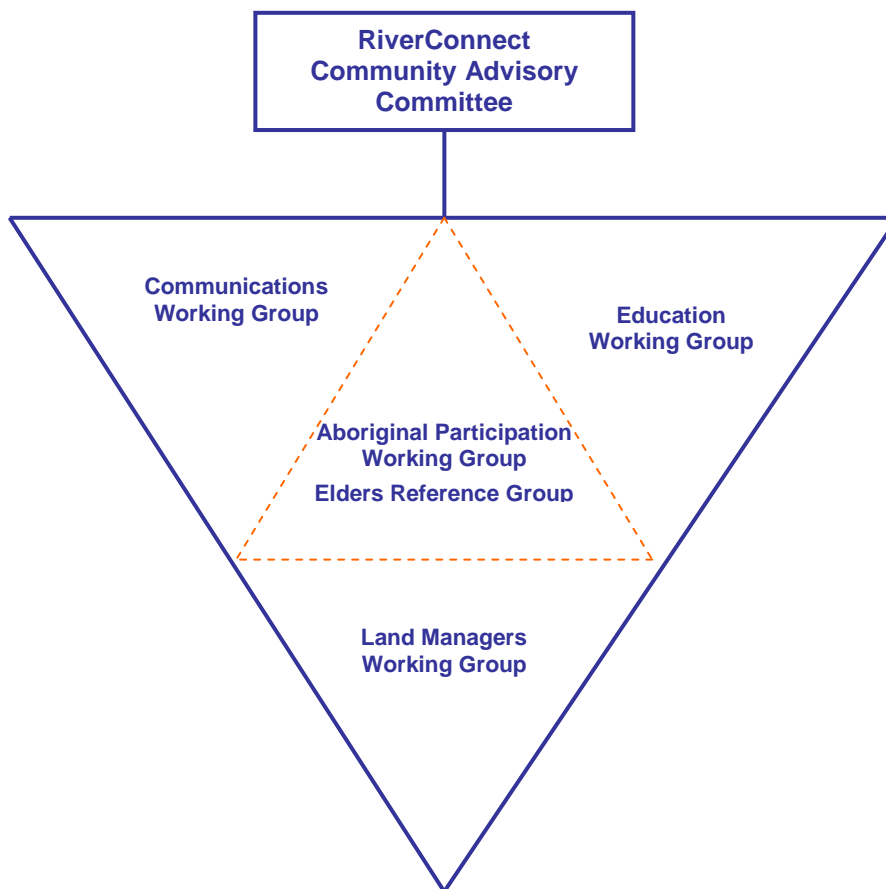 RiverConnect
Community Advisory
Committee
Communications
Working Group
Education
Working Group
Aboriginal Participation
Working Group
Elders Reference Group
Land Managers
Working Group